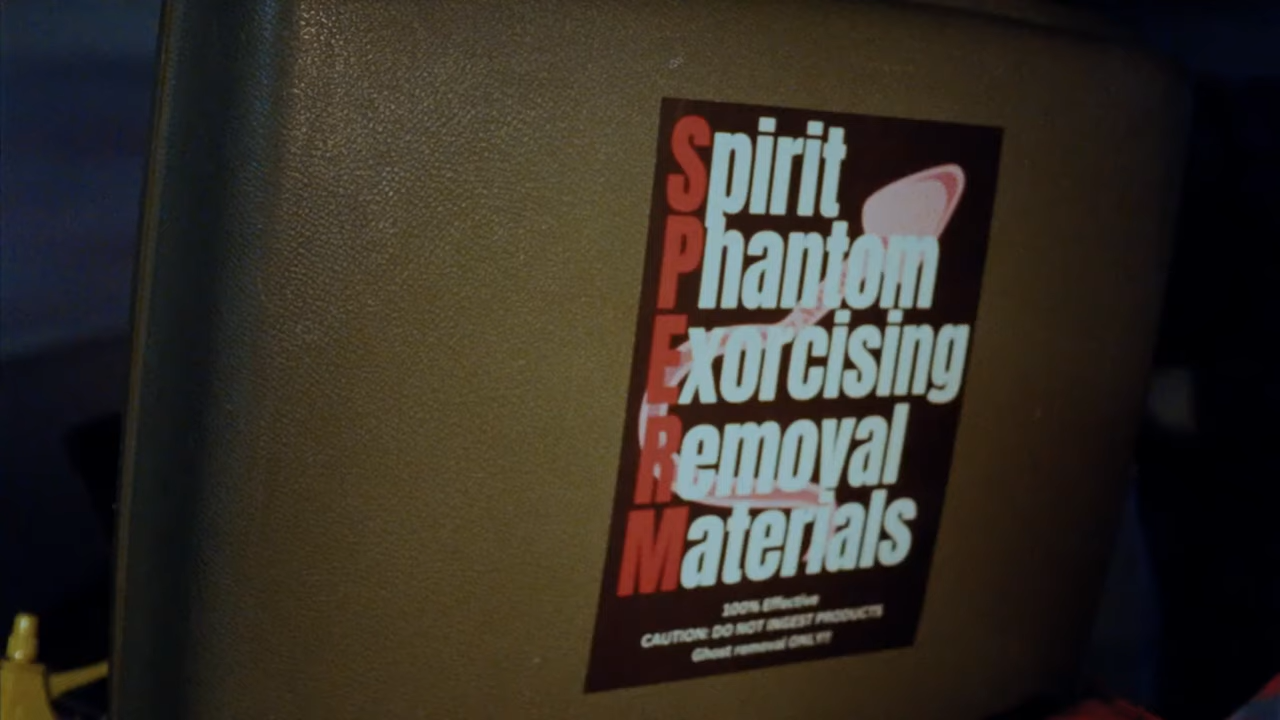 Spirit
Phantom
Exorcising
Removal
Materials
100% Effective
CAUTION: DO NOT INGEST PRODUCTS
Ghost removal ONLY!!!